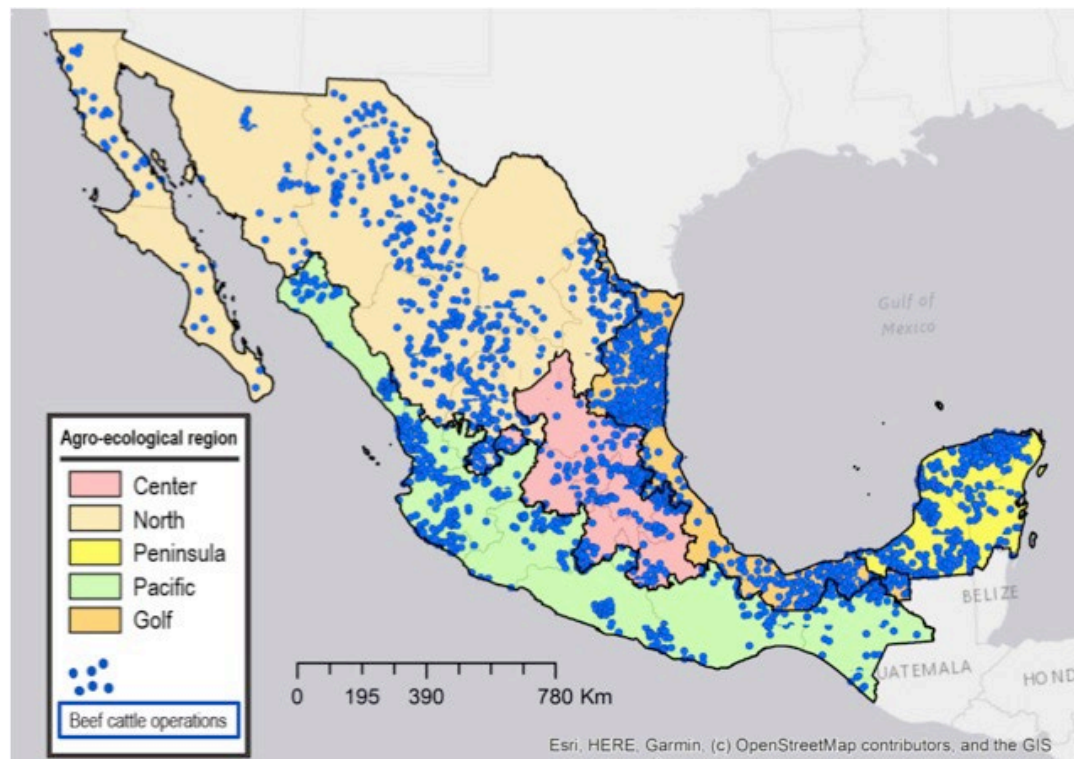 Gulf of
Mexico
Agro-ecological region
Center
North
Peninsula
Pacific
Golf
Beef cattle operations
0 195 390 780 Km
BELIZE
UATEMALA
HOND
Esri, HERE, Garmin, (c) OpenStreetMap contributors, and the GIS